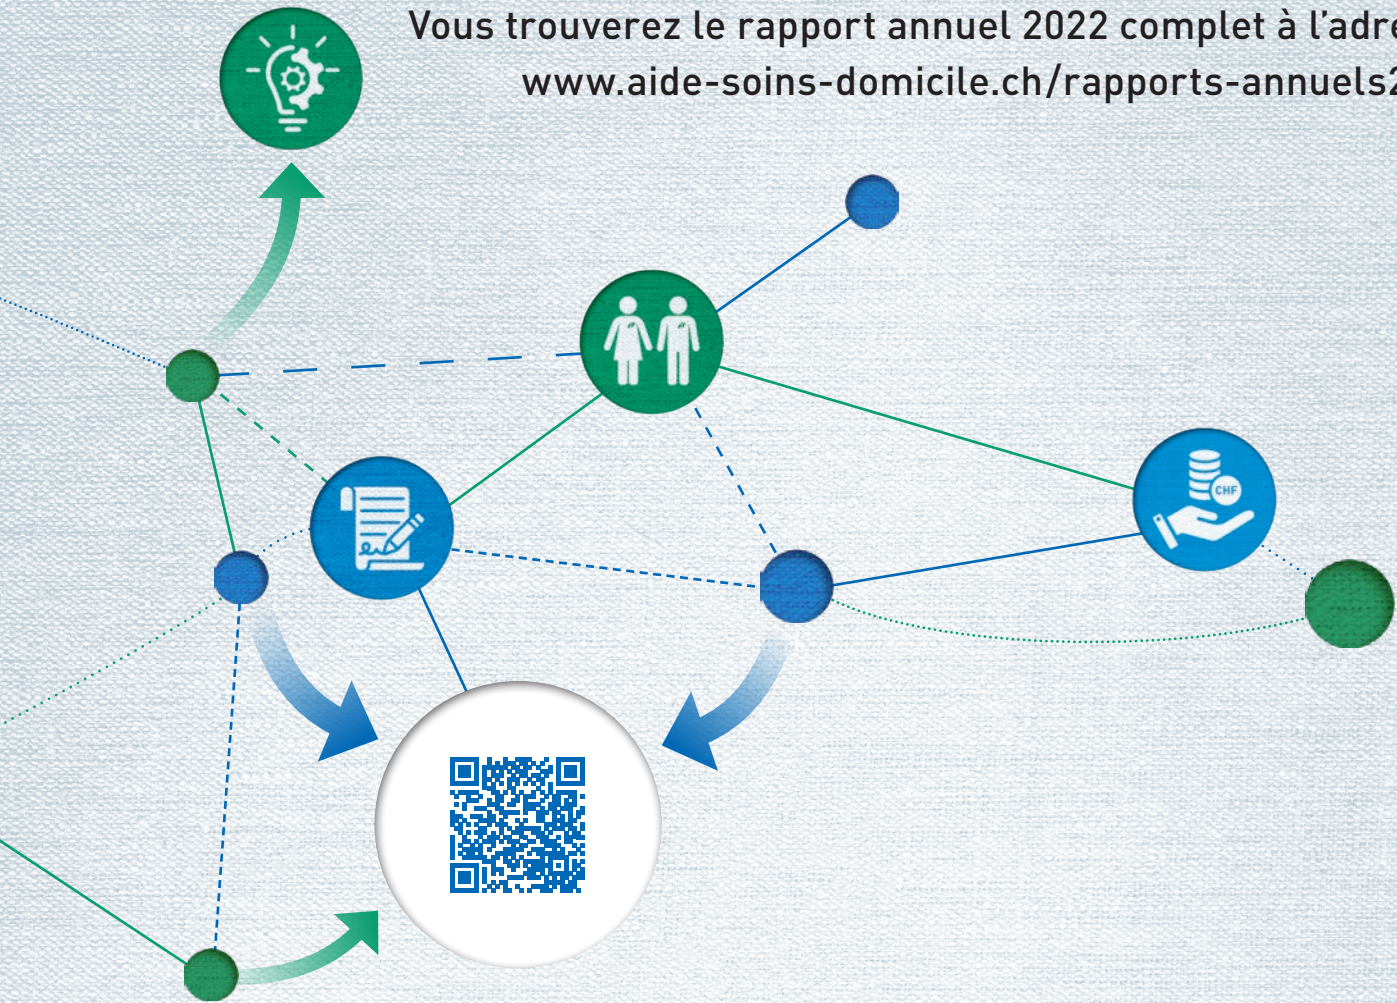 Vous trouverez le rapport annuel 2022 complet à l'adre
www.aide-soins-domicile.ch/rapports-annuels2
CHF